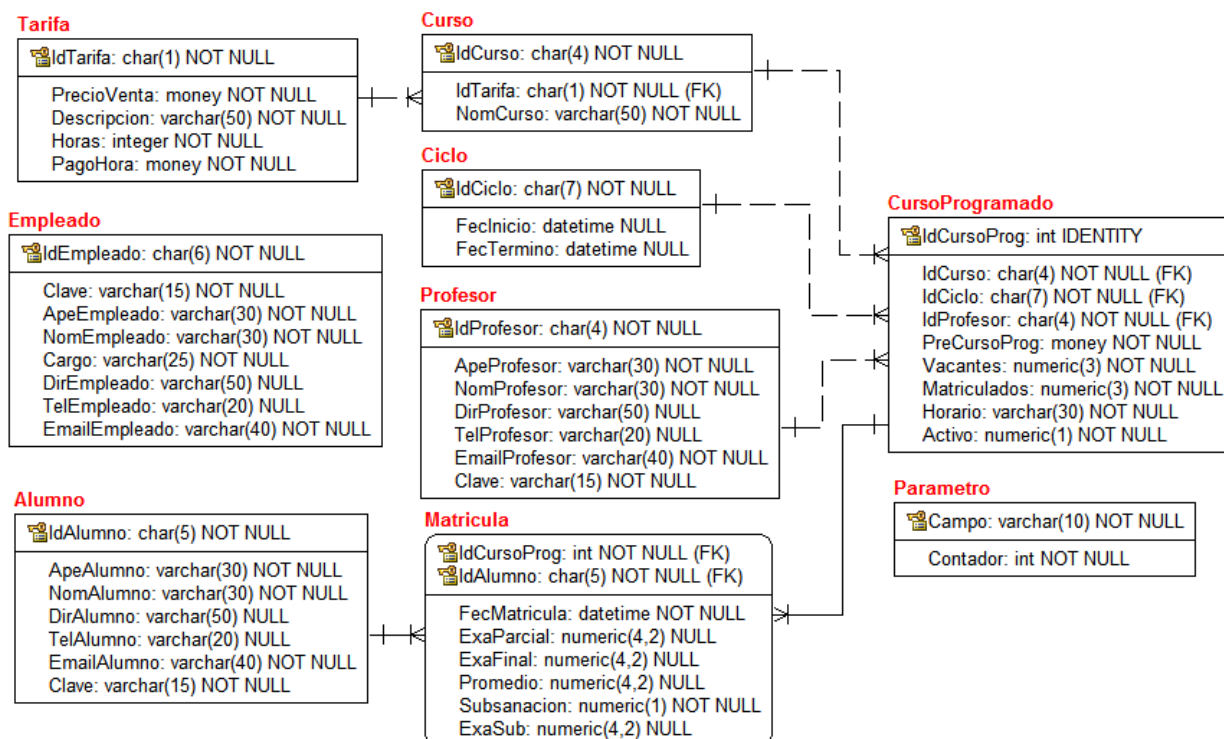 Tarifa
IdTarifa: char(1) NOT NULL
PrecioVenta: money NOT NULL
Descripcion: varchar(50) NOT NULL
Horas: integer NOT NULL
PagoHora: money NOT NULL
Curso
IdCurso: char(4) NOT NULL
IdTarifa: char(1) NOT NULL (FK)
NomCurso: varchar(50) NOT NULL
Ciclo
IdCiclo: char(7) NOT NULL
FecInicio: datetime NULL
FecTermino: datetime NULL
Empleado
IdEmpleado: char(6) NOT NULL
Clave: varchar(15) NOT NULL
ApeEmpleado: varchar(30) NOT NULL
NomEmpleado: varchar(30) NOT NULL
Cargo: varchar(25) NOT NULL
DirEmpleado: varchar(50) NULL
TelEmpleado: varchar(20) NULL
EmailEmpleado: varchar(40) NOT NULL
Profesor
IdProfesor: char(4) NOT NULL
ApeProfesor: varchar(30) NOT NULL
NomProfesor: varchar(30) NOT NULL
DirProfesor: varchar(50) NULL
TelProfesor: varchar(20) NULL
EmailProfesor: varchar(40) NOT NULL
Clave: varchar(15) NOT NULL
CursoProgramado
IdCursoProg: int IDENTITY
IdCurso: char(4) NOT NULL (FK)
IdCiclo: char(7) NOT NULL (FK)
IdProfesor: char(4) NOT NULL (FK)
PreCursoProg: money NOT NULL
Vacantes: numeric(3) NOT NULL
Matriculados: numeric(3) NOT NULL
Horario: varchar(30) NOT NULL
Activo: numeric(1) NOT NULL
Alumno
IdAlumno: char(5) NOT NULL
ApeAlumno: varchar(30) NOT NULL
NomAlumno: varchar(30) NOT NULL
DirAlumno: varchar(50) NULL
TelAlumno: varchar(20) NULL
EmailAlumno: varchar(40) NOT NULL
Clave: varchar(15) NOT NULL
Matricula
IdCursoProg: int NOT NULL (FK)
IdAlumno: char(5) NOT NULL (FK)
FecMatricula: datetime NOT NULL
ExaParcial: numeric(4,2) NULL
ExaFinal: numeric(4,2) NULL
Promedio: numeric(4,2) NULL
Subsanacion: numeric(1) NOT NULL
ExaSub: numeric(4,2) NULL
Parametro
Campo: varchar(10) NOT NULL
Contador: int NOT NULL